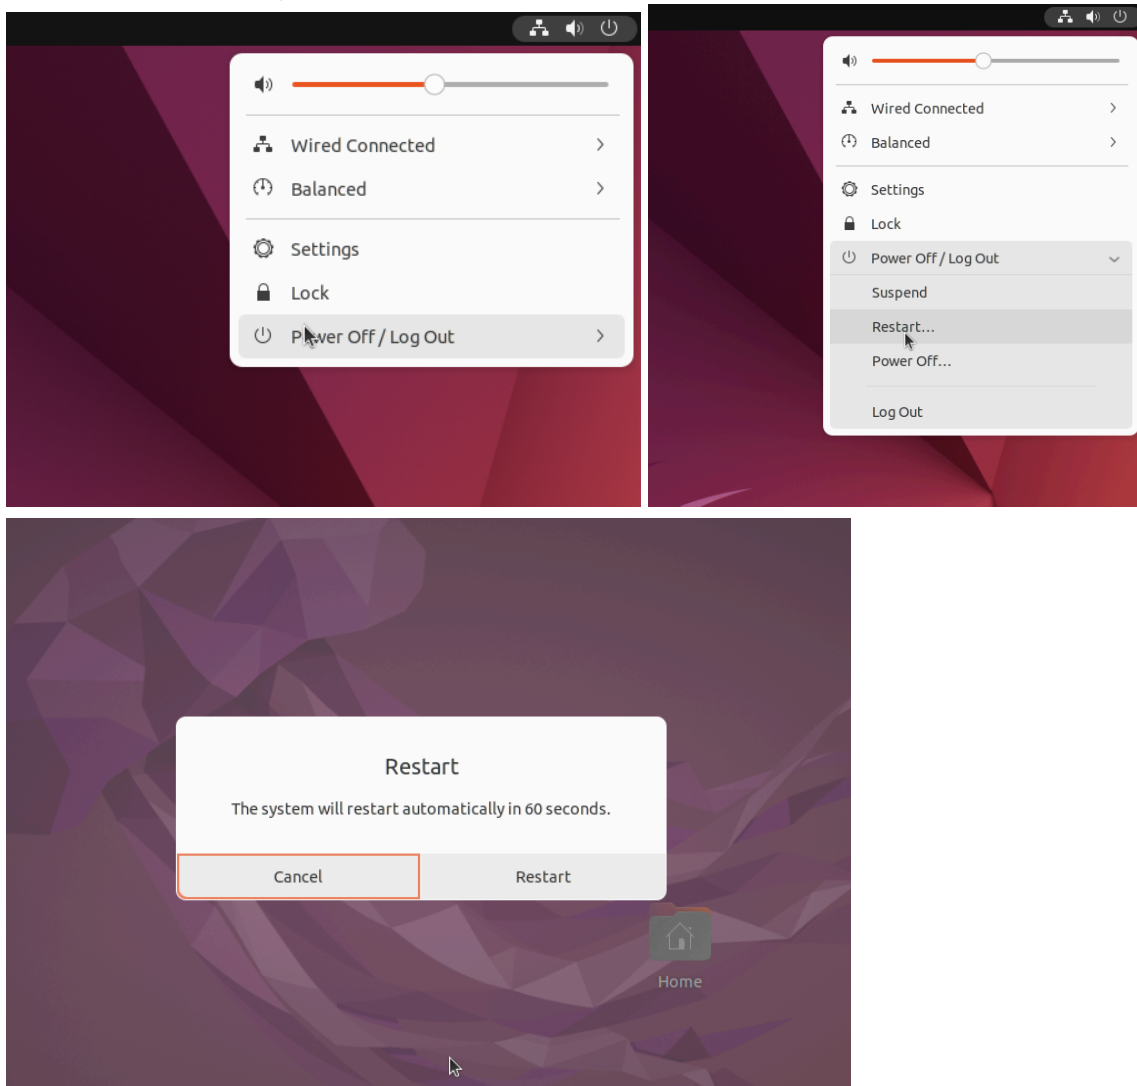 Wired Connected
Balanced
Settings
Lock
Power Off / Log Out
Wired Connected
Balanced
Settings
Lock
Power Off / Log Out
Suspend
Restart...
Power Off...
Log Out
Restart
The system will restart automatically in 60 seconds.
Cancel Restart
Home